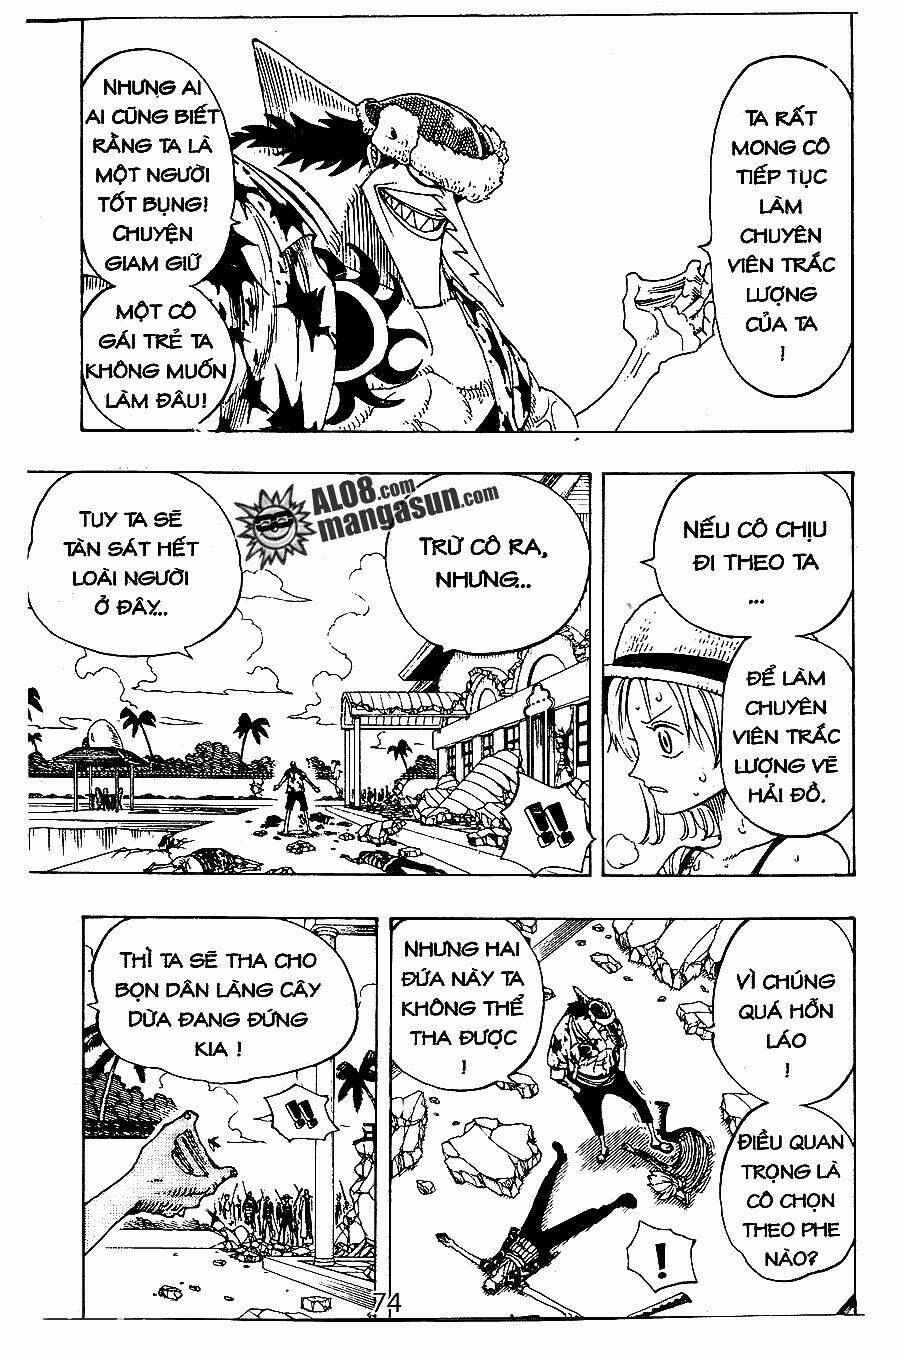 TA RẤT
MONG CÔ
TIẾP TỤC
LÀM
CHUYÊN
VIÊN TRẮC
LƯỢNG
CỦA TA
!
NHƯNG AI
AI CŨNG BIẾT
RẰNG TA LÀ
MỘT NGƯỜI
TỐT BỤNG!
CHUYỆN
GIAM GIỮ
MỘT CÔ
GÁI TRẺ TA
KHÔNG MUỐN
LÀM ĐÂU!
NẾU CÔ CHỊU
ĐI THEO TA
...
ĐỂ LÀM
CHUYÊN
VIÊN TRẮC
LƯỢNG VẼ
HẢI ĐỒ.
TRỪ CÔ RA,
NHƯNG...
TUY TA SẼ
TÀN SÁT HẾT
LOÀI NGƯỜI
Ở ĐÂY...
AL08.com
mangasun.com
!!
VÌ CHÚNG
QUÁ HỖN
LÁO
!
ĐIỀU QUAN
TRỌNG LÀ
CÔ CHỌN
THEO PHE
NÀO?
NHƯNG HAI
ĐỨA NÀY TA
KHÔNG THỂ
THA ĐƯỢC
!
!
THÌ TA SẼ THA CHO
BỌN DÂN LÀNG CÂY
DỪA ĐANG ĐỨNG
KIA !
!!
74